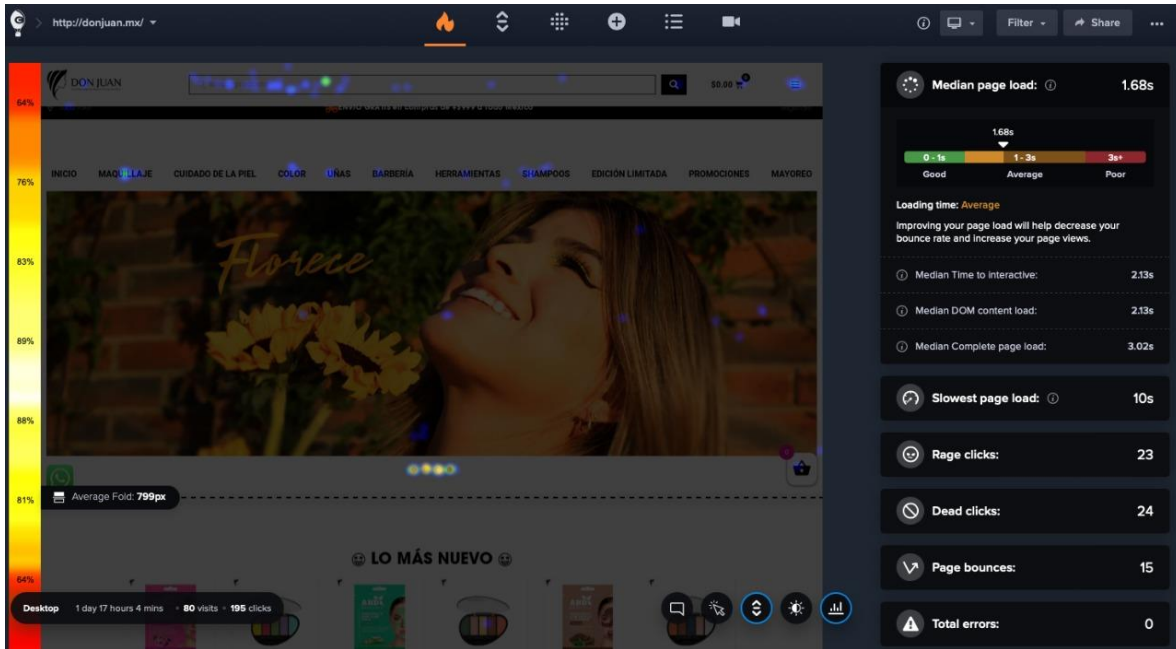 http://donjuan.mx/
Filter
Share
64%
DON JUAN
$0.00
0
76%
INICIO MAQUILLAJE CUIDADO DE LA PIEL COLOR UÑAS BARBERÍA HERRAMIENTAS SHAMPOOS EDICIÓN LIMITADA PROMOCIONES MAYOREO
83%
Florece
89%
88%
81%
Average Fold: 799px
LO MÁS NUEVO
64%
Desktop 1 day 17 hours 4 mins • 80 visits • 195 clicks
Median page load: 1.68s
1.68s
0 - 1s 1 - 3s 3s+
Good Average Poor
Loading time: Average
Improving your page load will help decrease your
bounce rate and increase your page views.
Median Time to interactive: 2.13s
Median DOM content load: 2.13s
Median Complete page load: 3.02s
Slowest page load: 10s
Rage clicks: 23
Dead clicks: 24
Page bounces: 15
Total errors: 0